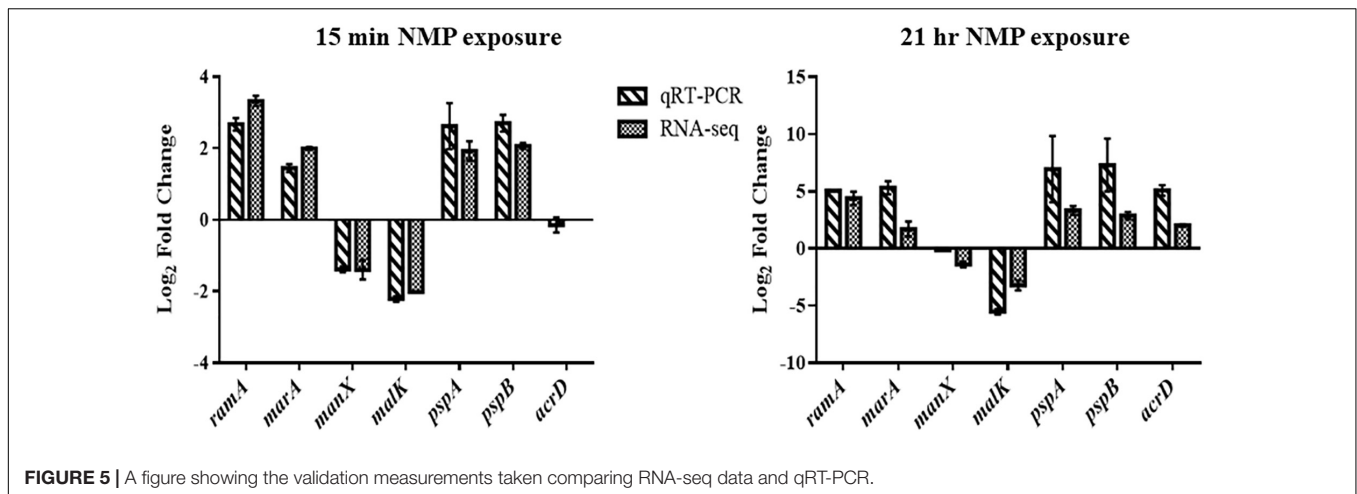 15 min NMP exposure
Log₂ Fold Change
4
2
0
-2
-4
ramA
marA
manX
malK
pspA
pspB
acrD
qRT-PCR
RNA-seq
21 hr NMP exposure
Log₂ Fold Change
15
10
5
0
-5
-10
ramA
marA
manX
malK
pspA
pspB
acrD
FIGURE 5 | A figure showing the validation measurements taken comparing RNA-seq data and qRT-PCR.